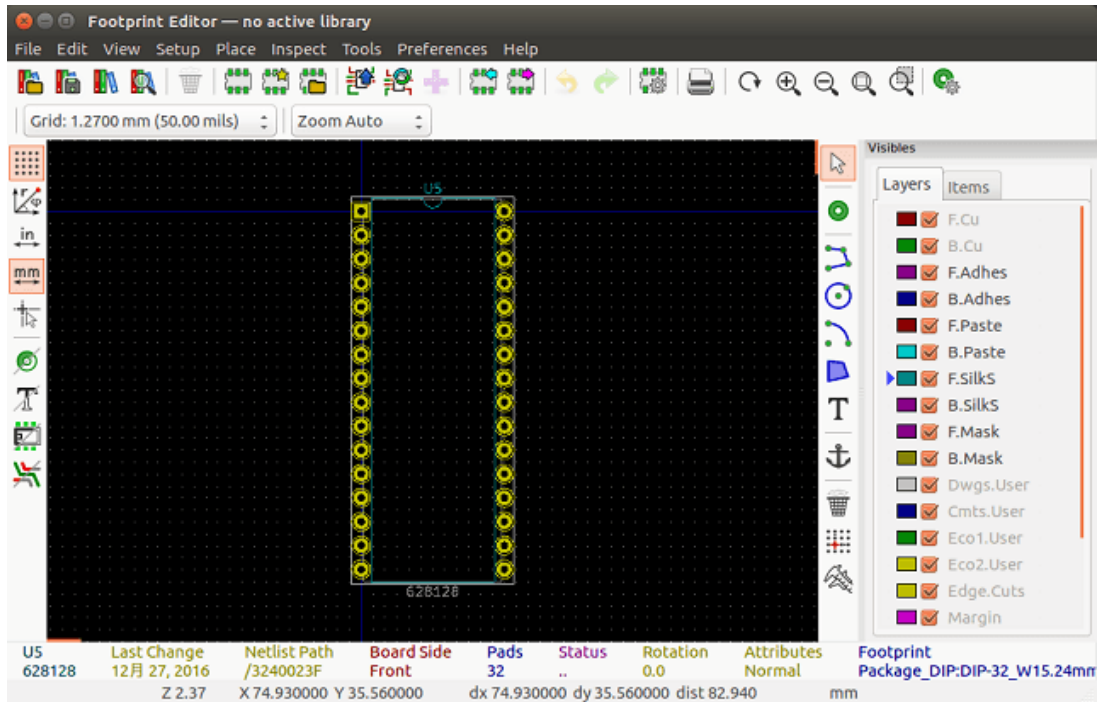 Footprint Editor — no active library
File Edit View Setup Place Inspect Tools Preferences Help
Grid: 1.2700 mm (50.00 mils) Zoom Auto
Visibles
Layers Items
in
mm
T
U5
628128
F.Cu
B.Cu
F.Adhes
B.Adhes
F.Paste
B.Paste
F.SilkS
B.SilkS
F.Mask
B.Mask
Dwgs.User
Cmts.User
Eco1.User
Eco2.User
Edge.Cuts
Margin
U5 Last Change Netlist Path Board Side Pads Status Rotation Attributes Footprint
628128 12月 27, 2016 /3240023F Front 32 .. 0.0 Normal Package_DIP:DIP-32_W15.24mm
Z 2.37 X 74.930000 Y 35.560000 dx 74.930000 dy 35.560000 dist 82.940 mm